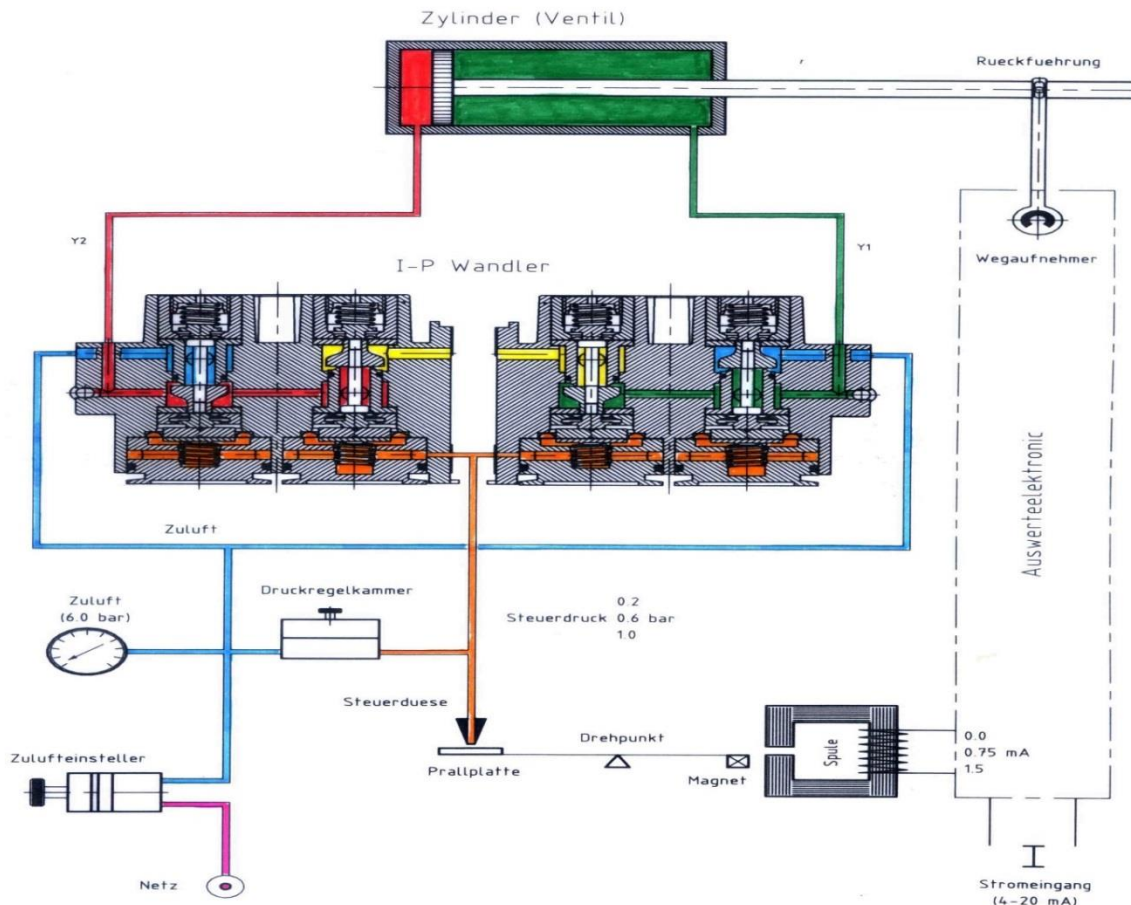 Zylinder (Ventil)
Rueckfuehrung
Y2
Y1
I-P Wandler
Wegaufnehmer
Auswerteelektronic
Zuluft
Zuluft
(6.0 bar)
Druckregelkammer
0.2
Steuerdruck 0.6 bar
1.0
Steuerduese
Zulufteinsteller
Prallplatte
Drehpunkt
Magnet
Spule
0.0
0.75 mA
1.5
Netz
I
Stromeingang
(4-20 mA)